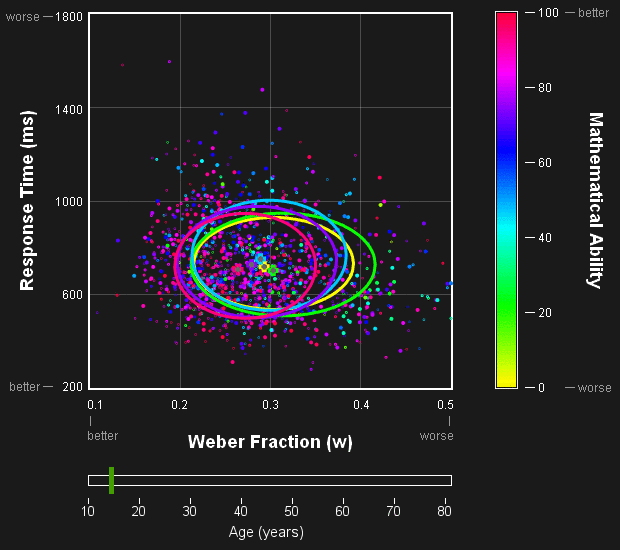 worse
1800
1400
1000
600
better
200
Response Time (ms)
0.1
0.2
0.3
0.4
0.5
better
worse
Weber Fraction (w)
100
better
80
60
40
20
0
worse
Mathematical Ability
10
20
30
40
50
60
70
80
Age (years)